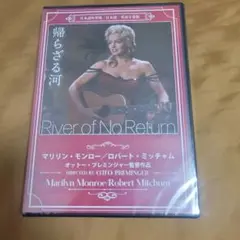 帰らざる河
River of No Return
マリリン・モンロー/ロバート・ミッチャム
オットー・プレミンジャー監督作品
DIRECTED BY OTTO PREMINGER
Marilyn Monroe Robert Mitchum